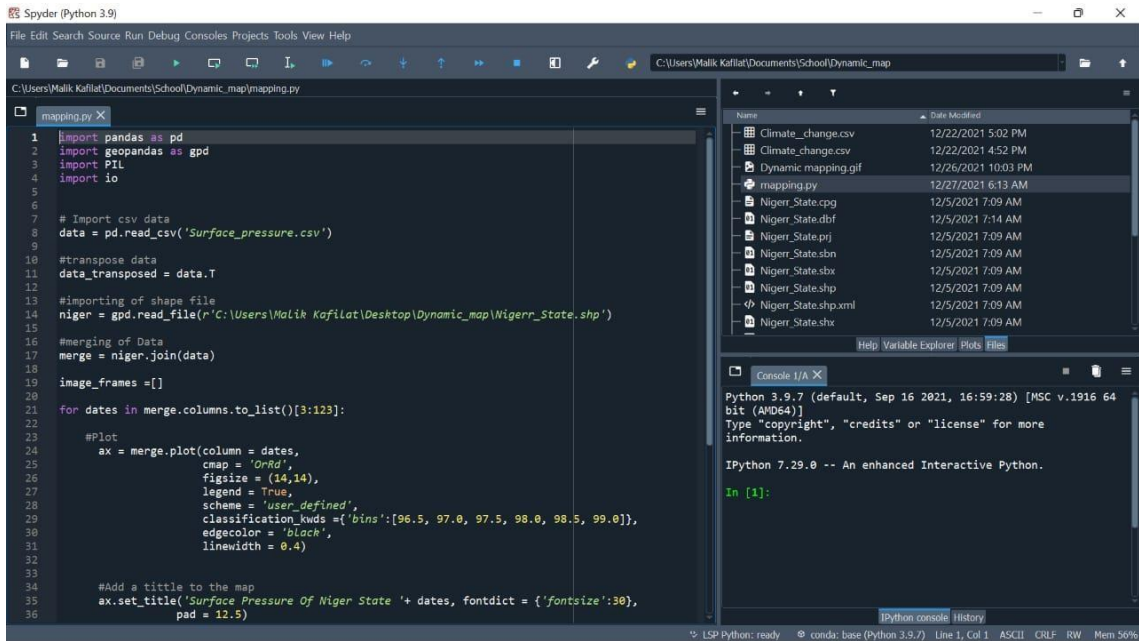 Spyder (Python 3.9)
File Edit Search Source Run Debug Consoles Projects Tools View Help
C:\Users\Malik Kafilat\Documents\School\Dynamic_map
C:\Users\Malik Kafilat\Documents\School\Dynamic_map\mapping.py
mapping.py X
1 import pandas as pd
2 import geopandas as gpd
3 import PIL
4 import io
5
6
7 # Import csv data
8 data = pd.read_csv('Surface_pressure.csv')
9
10 #transpose data
11 data_transposed = data.T
12
13 #importing of shape file
14 niger = gpd.read_file(r'C:\Users\Malik Kafilat\Desktop\Dynamic_map\Nigerr_State.shp')
15
16 #merging of Data
17 merge = niger.join(data)
18
19 image_frames =[]
20
21 for dates in merge.columns.to_list()[3:123]:
22
23 #Plot
24 ax = merge.plot(column = dates,
25 cmap = 'OrRd',
26 figsize = (14,14),
27 legend = True,
28 scheme = 'user_defined',
29 classification_kwds ={'bins':[96.5, 97.0, 97.5, 98.0, 98.5, 99.0]},
30 edgecolor = 'black',
31 linewidth = 0.4)
32
33
34 #Add a tittle to the map
35 ax.set_title('Surface Pressure Of Niger State '+ dates, fontdict = {'fontsize':30},
36 pad = 12.5)
Name Date Modified
Climate__change.csv 12/22/2021 5:02 PM
Climate_change.csv 12/22/2021 4:52 PM
Dynamic mapping.gif 12/26/2021 10:03 PM
mapping.py 12/27/2021 6:13 AM
Nigerr_State.cpg 12/5/2021 7:09 AM
Nigerr_State.dbf 12/5/2021 7:14 AM
Nigerr_State.prj 12/5/2021 7:09 AM
Nigerr_State.sbn 12/5/2021 7:09 AM
Nigerr_State.sbx 12/5/2021 7:09 AM
Nigerr_State.shp 12/5/2021 7:09 AM
Nigerr_State.shp.xml 12/5/2021 7:09 AM
Nigerr_State.shx 12/5/2021 7:09 AM
Help Variable Explorer Plots Files
Console 1/A X
Python 3.9.7 (default, Sep 16 2021, 16:59:28) [MSC v.1916 64
bit (AMD64)]
Type "copyright", "credits" or "license" for more
information.
IPython 7.29.0 -- An enhanced Interactive Python.
In [1]:
IPython console History
LSP Python: ready conda: base (Python 3.9.7) Line 1, Col 1 ASCII CRLF RW Mem 56%